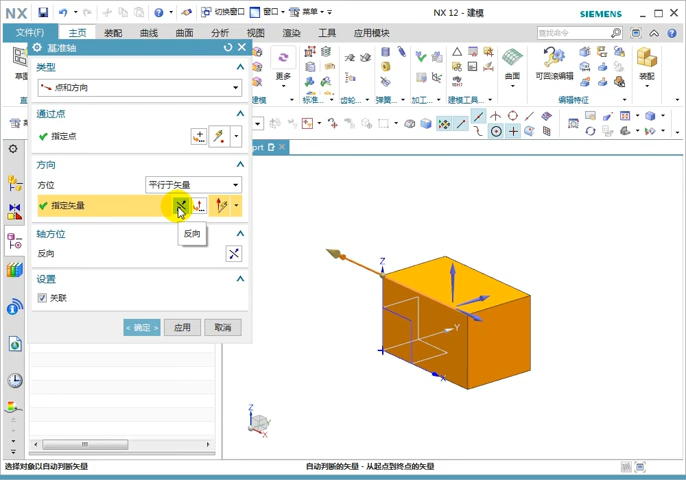 NX
切换窗口
窗口
菜单
NX 12 - 建模
SIEMENS
文件(F)
主页
装配
曲线
曲面
分析
视图
渲染
工具
应用模块
查找命令
基准轴
类型
点和方向
通过点
指定点
方向
方位
平行于矢量
指定矢量
反向
轴方位
反向
设置
关联
< 确定 >
应用
取消
更多
建模
标准...
齿轮...
弹簧...
加工...
建模工具...
曲面
可回滚编辑
编辑特征
装配
prt
Z
Y
X
Z
X
选择对象以自动判断矢量
自动判断的矢量 - 从起点到终点的矢量